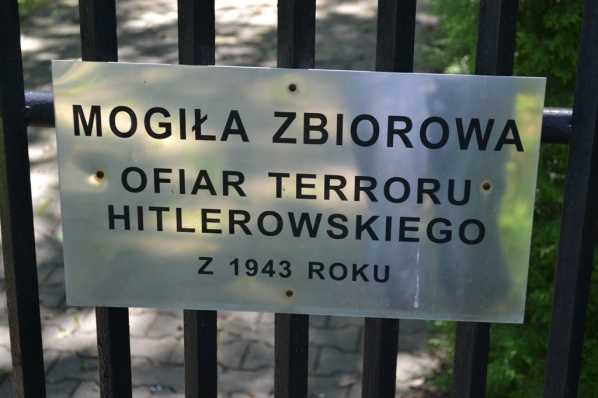 MOGIŁA ZBIOROWA
OFIAR TERRORU
HITLEROWSKIEGO
Z 1943 ROKU